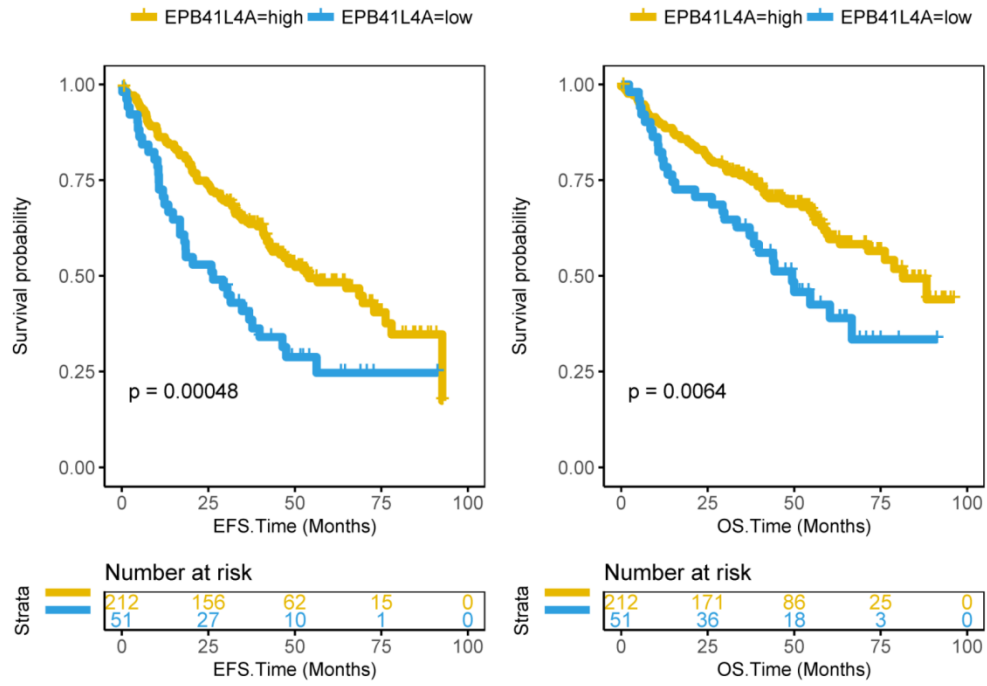 EPB41L4A=high EPB41L4A=low
Survival probability
1.00
0.75
0.50
0.25
0.00
p = 0.00048
0 25 50 75 100
EFS.Time (Months)
Number at risk
Strata
212 156 62 15 0
51 27 10 1 0
0 25 50 75 100
EFS.Time (Months)
EPB41L4A=high EPB41L4A=low
Survival probability
1.00
0.75
0.50
0.25
0.00
p = 0.0064
0 25 50 75 100
OS.Time (Months)
Number at risk
Strata
212 171 86 25 0
51 36 18 3 0
0 25 50 75 100
OS.Time (Months)